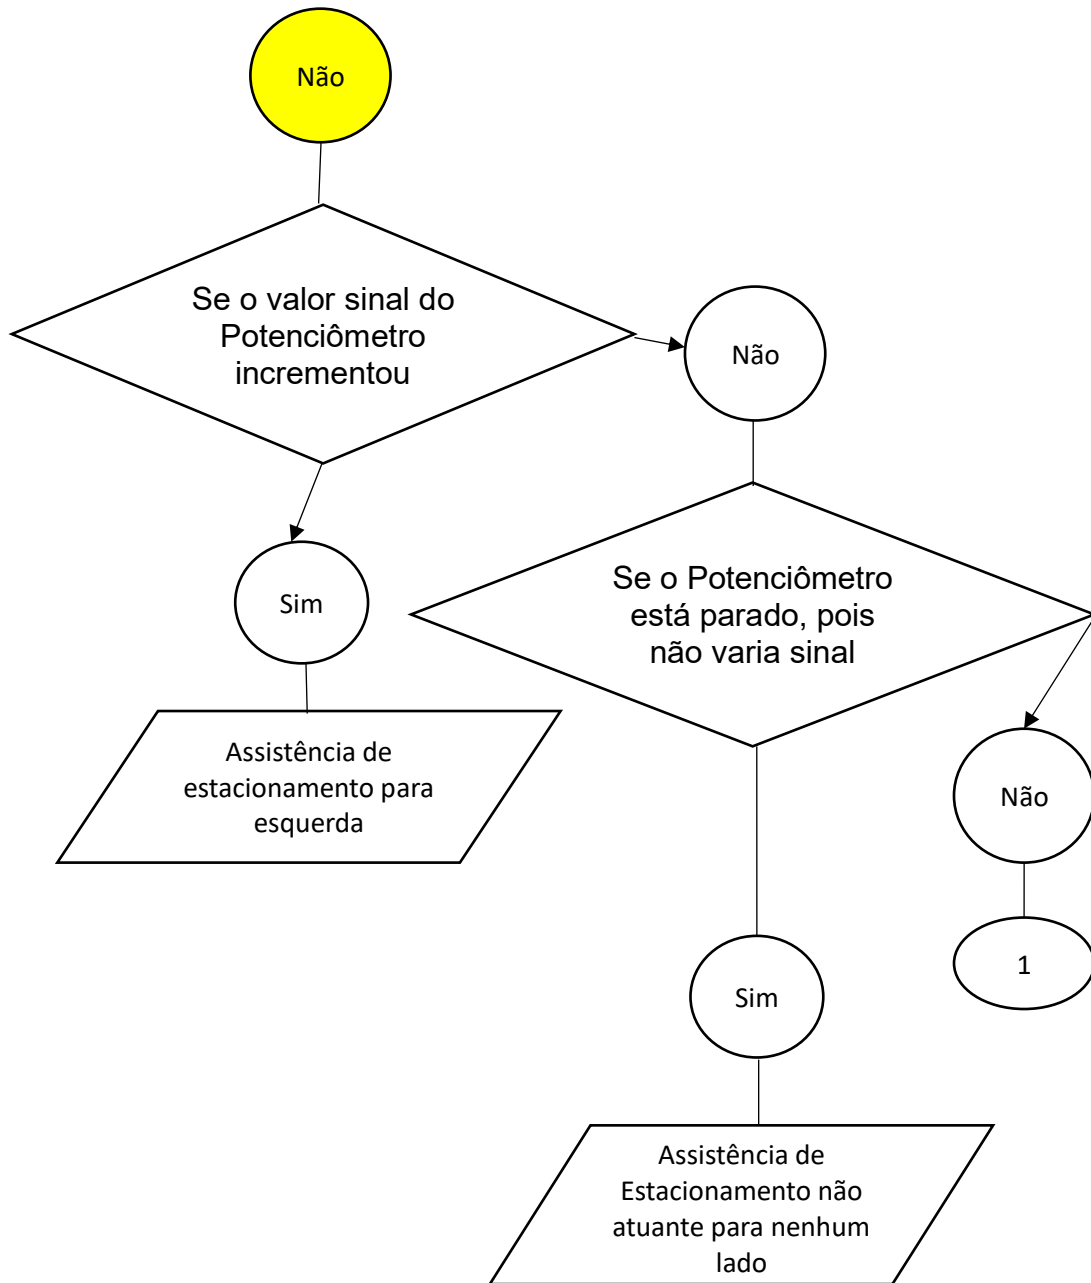 Não
Se o valor sinal do
Potenciômetro
incrementou
Não
Sim
Se o Potenciômetro
está parado, pois
não varia sinal
Assistência de
estacionamento para
esquerda
Não
1
Sim
Assistência de
Estacionamento não
atuante para nenhum
lado